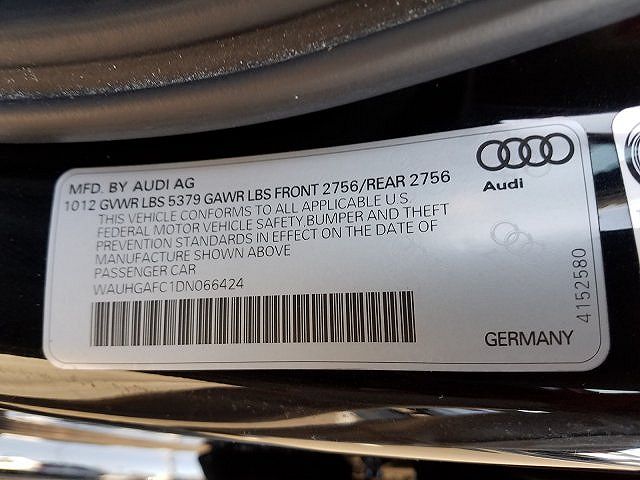 MFD. BY AUDI AG
1012 GVWR LBS 5379 GAWR LBS FRONT 2756/REAR 2756
THIS VEHICLE CONFORMS TO ALL APPLICABLE U.S.
FEDERAL MOTOR VEHICLE SAFETY BUMPER AND THEFT
PREVENTION STANDARDS IN EFFECT ON THE DATE OF
MANUFACTURE SHOWN ABOVE
PASSENGER CAR
WAUHGAFC1DN066424
Audi
4152580
GERMANY